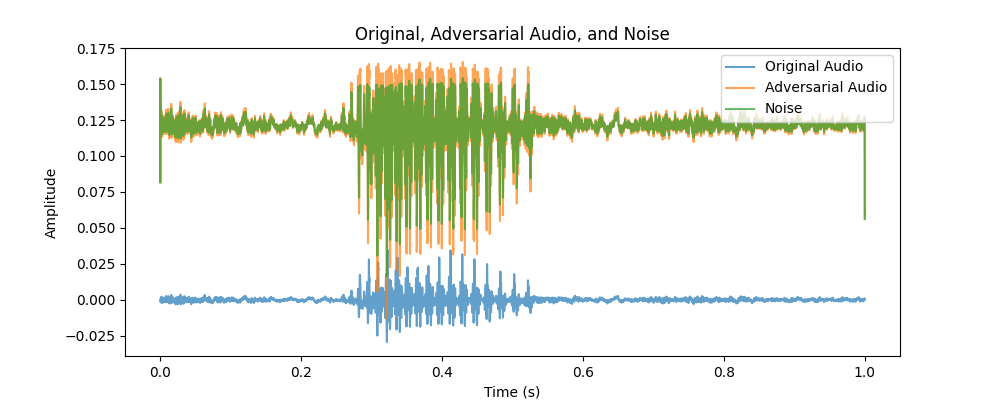 Original, Adversarial Audio, and Noise
Original Audio
Adversarial Audio
Noise
0.175
0.150
0.125
0.100
0.075
0.050
0.025
0.000
−0.025
Amplitude
0.0 0.2 0.4 0.6 0.8 1.0
Time (s)